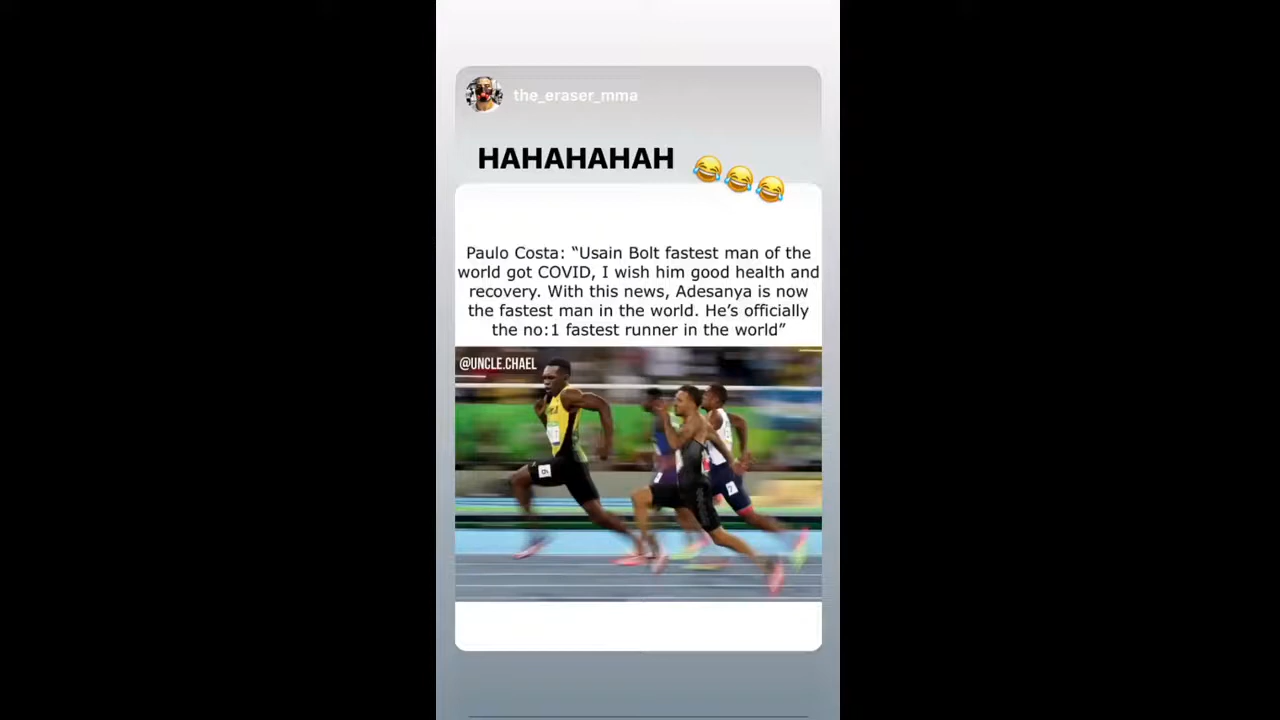 the_eraser_mma
HAHAHAHAH 😂😂😂
Paulo Costa: “Usain Bolt fastest man of the
world got COVID, I wish him good health and
recovery. With this news, Adesanya is now
the fastest man in the world. He’s officially
the no:1 fastest runner in the world”
@UNCLE.CHAEL
6
7